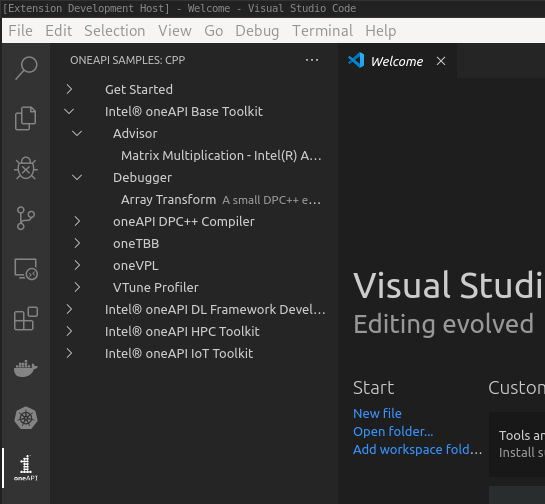 [Extension Development Host] - Welcome - Visual Studio Code
File Edit Selection View Go Debug Terminal Help
ONEAPI SAMPLES: CPP ...
Welcome ×
Get Started
Intel® oneAPI Base Toolkit
Advisor
Matrix Multiplication - Intel(R) A...
Debugger
Array Transform A small DPC++ e...
oneAPI DPC++ Compiler
oneTBB
oneVPL
VTune Profiler
Intel® oneAPI DL Framework Devel...
Intel® oneAPI HPC Toolkit
Intel® oneAPI IoT Toolkit
oneAPI
Visual Studi
Editing evolved
Start
New file
Open folder...
Add workspace fold...
Custon
Tools an
Install su